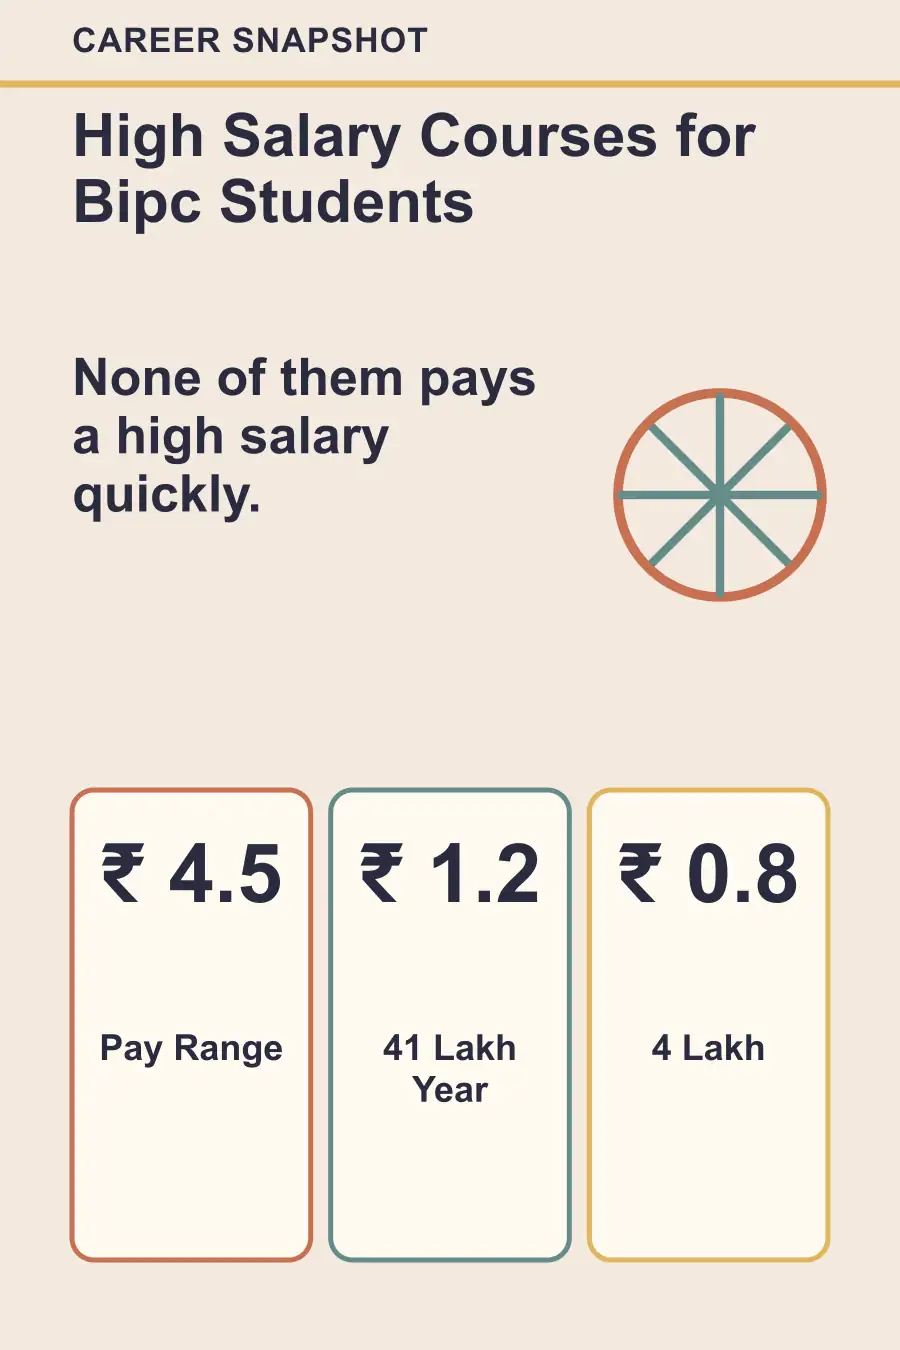 CAREER SNAPSHOT
High Salary Courses for
Bipc Students
None of them pays
a high salary
quickly.
₹ 4.5
Pay Range
₹ 1.2
41 Lakh
Year
₹ 0.8
4 Lakh